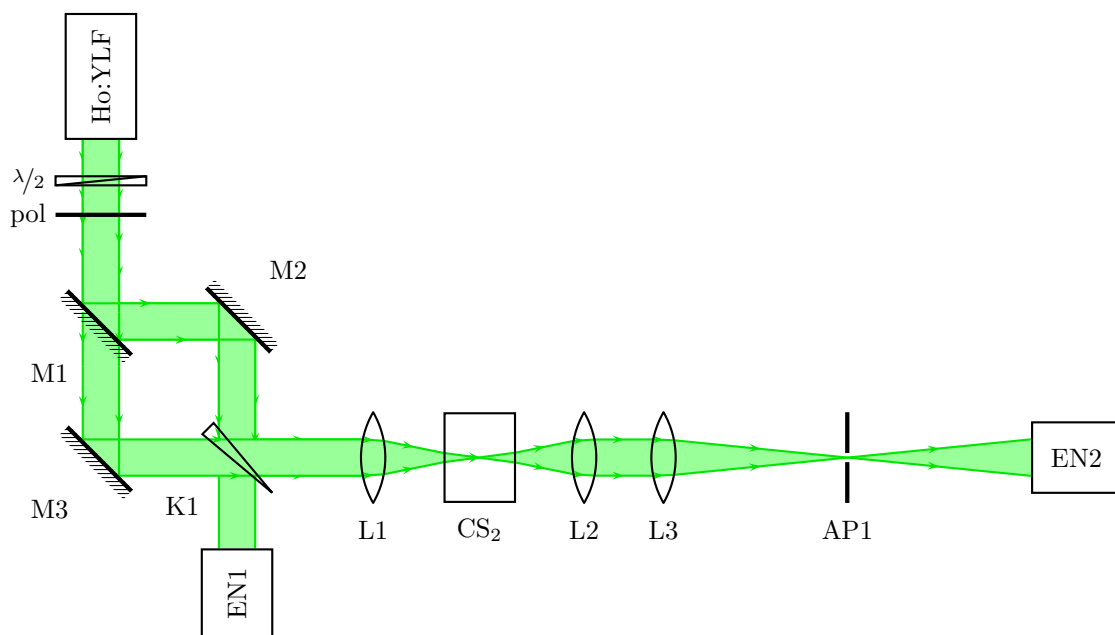 Ho:YLF
λ/2
pol
M2
M1
M3
K1
EN1
L1
CS₂
L2
L3
AP1
EN2